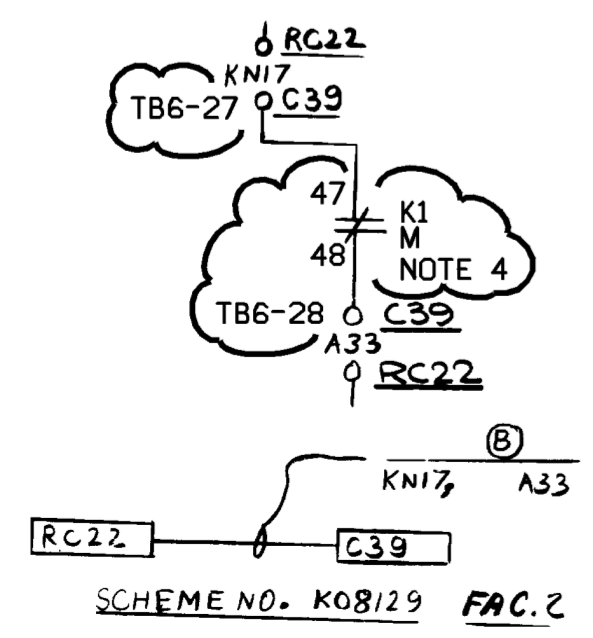 RC22
KN17
TB6-27 C39
47
K1
M
48
NOTE 4
TB6-28 C39
A33
RC22
B
KN17, A33
RC22 C39
SCHEME NO. K08129 FAC. 2